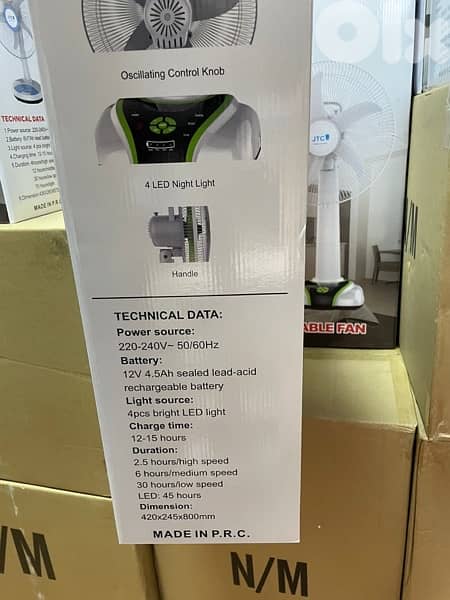 Oscillating Control Knob
4 LED Night Light
Handle
TECHNICAL DATA:
Power source:
220-240V~ 50/60Hz
Battery:
12V 4.5Ah sealed lead-acid
rechargeable battery
Light source:
4pcs bright LED light
Charge time:
12-15 hours
Duration:
2.5 hours/high speed
6 hours/medium speed
30 hours/low speed
LED: 45 hours
Dimension:
420x245x800mm
MADE IN P.R.C.
TECHNICAL DATA
MADE IN P.R.C.
JTC
ABLE FAN
N/M
N/M